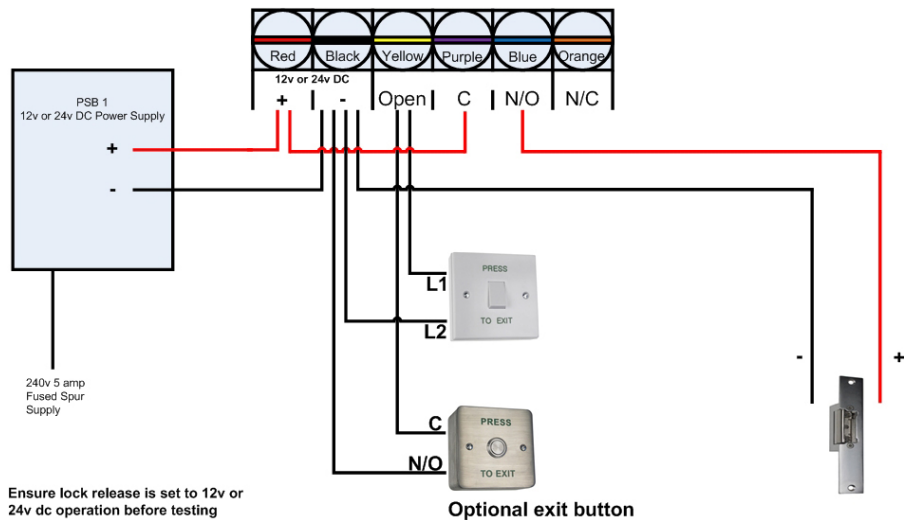 Red Black Yellow Purple Blue Orange
12v or 24v DC
+ - Open C N/O N/C
PSB 1
12v or 24v DC Power Supply
+
-
PRESS
L1
TO EXIT
L2
- +
240v 5 amp
Fused Spur
Supply
PRESS
C
N/O
TO EXIT
Ensure lock release is set to 12v or
24v dc operation before testing
Optional exit button